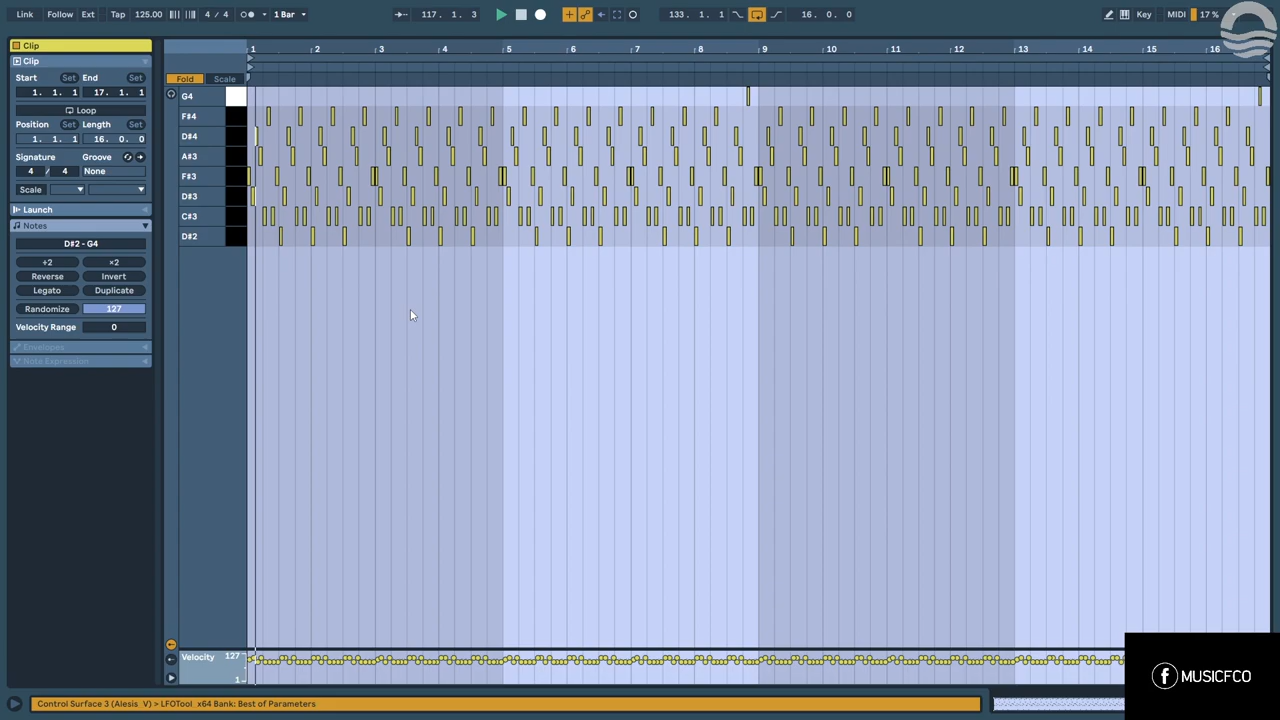 Link Follow Ext Tap 125.00 4 / 4 1 Bar 117. 1. 3 133. 1. 1 16. 0. 0 Key MIDI 17 %
Clip
Clip
Start Set End Set
1. 1. 1 17. 1. 1
Loop
Position Set Length Set
1. 1. 1 16. 0. 0
Signature Groove
4 / 4 None
Scale
Launch
Notes
D#2 - G4
÷2 ×2
Reverse Invert
Legato Duplicate
Randomize 127
Velocity Range 0
Envelopes
Note Expression
1 2 3 4 5 6 7 8 9 10 11 12 13 14 15 16
Fold Scale
G4
F#4
D#4
A#3
F#3
D#3
C#3
D#2
Velocity 127
1
f MUSICFCO
Control Surface 3 (Alesis V) > LFOTool_x64 Bank: Best of Parameters